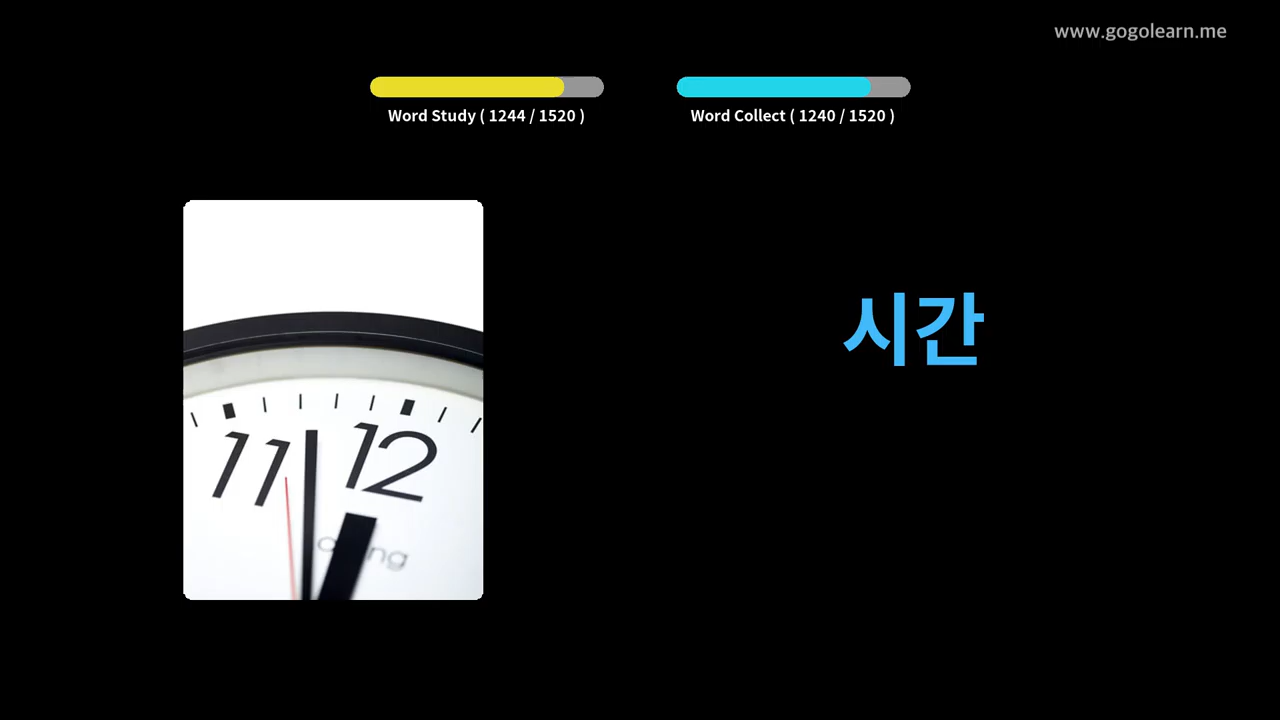 www.gogolearn.me
Word Study ( 1244 / 1520 )
Word Collect ( 1240 / 1520 )
시간
11
12